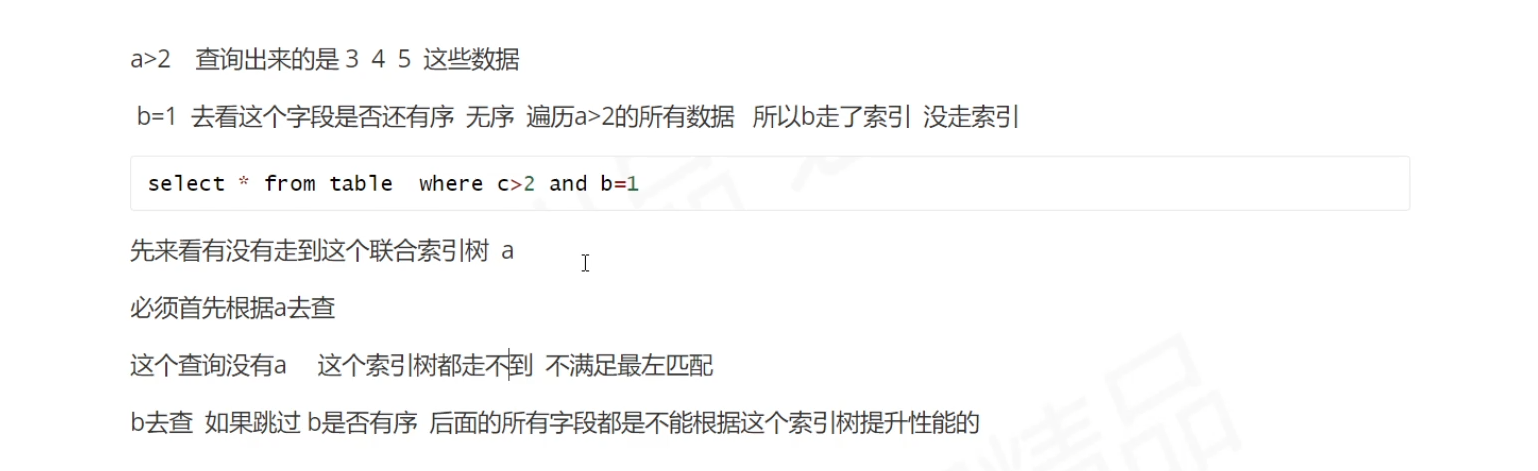 a>2 查询出来的是 3 4 5 这些数据
b=1 去看这个字段是否还有序 无序 遍历a>2的所有数据 所以b走了索引 没走索引
select * from table where c>2 and b=1
先来看有没有走到这个联合索引树 a
必须首先根据a去查
这个查询没有a 这个索引树都走不到 不满足最左匹配
b去查 如果跳过 b是否有序 后面的所有字段都是不能根据这个索引树提升性能的
精品